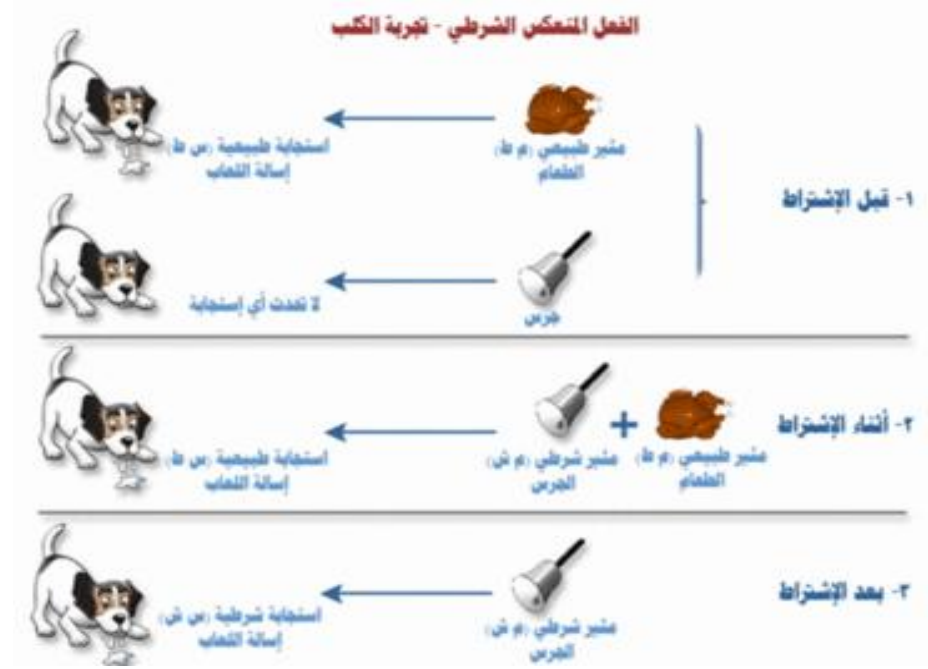 الفعل المنعكس الشرطي - تجربة الكلب
١- قبل الإشتراط
مثير طبيعي (م ط)
الطعام
استجابة طبيعية (س ط)
إسالة اللعاب
جرس
لا تحدث أي إستجابة
٢- أثناء الإشتراط
مثير طبيعي (م ط)
الطعام
+
مثير شرطي (م ش)
الجرس
استجابة طبيعية (س ط)
إسالة اللعاب
٣- بعد الإشتراط
مثير شرطي (م ش)
الجرس
استجابة شرطية (س ش)
إسالة اللعاب